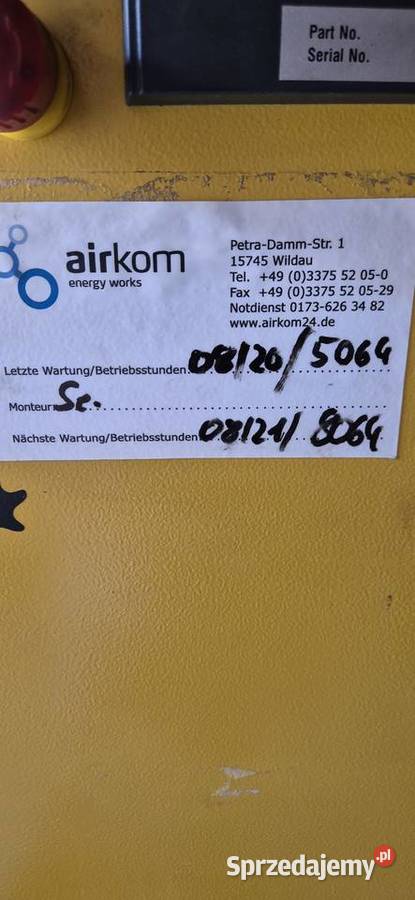 Part No.
Serial No.
airkom
energy works
Petra-Damm-Str. 1
15745 Wildau
Tel. +49 (0)3375 52 05-0
Fax +49 (0)3375 52 05-29
Notdienst 0173-626 34 82
www.airkom24.de
Letzte Wartung/Betriebsstunden 08/20/5064
Monteur: Sc.
Nächste Wartung/Betriebsstunden 08/21/8064
Sprzedajemy.pl